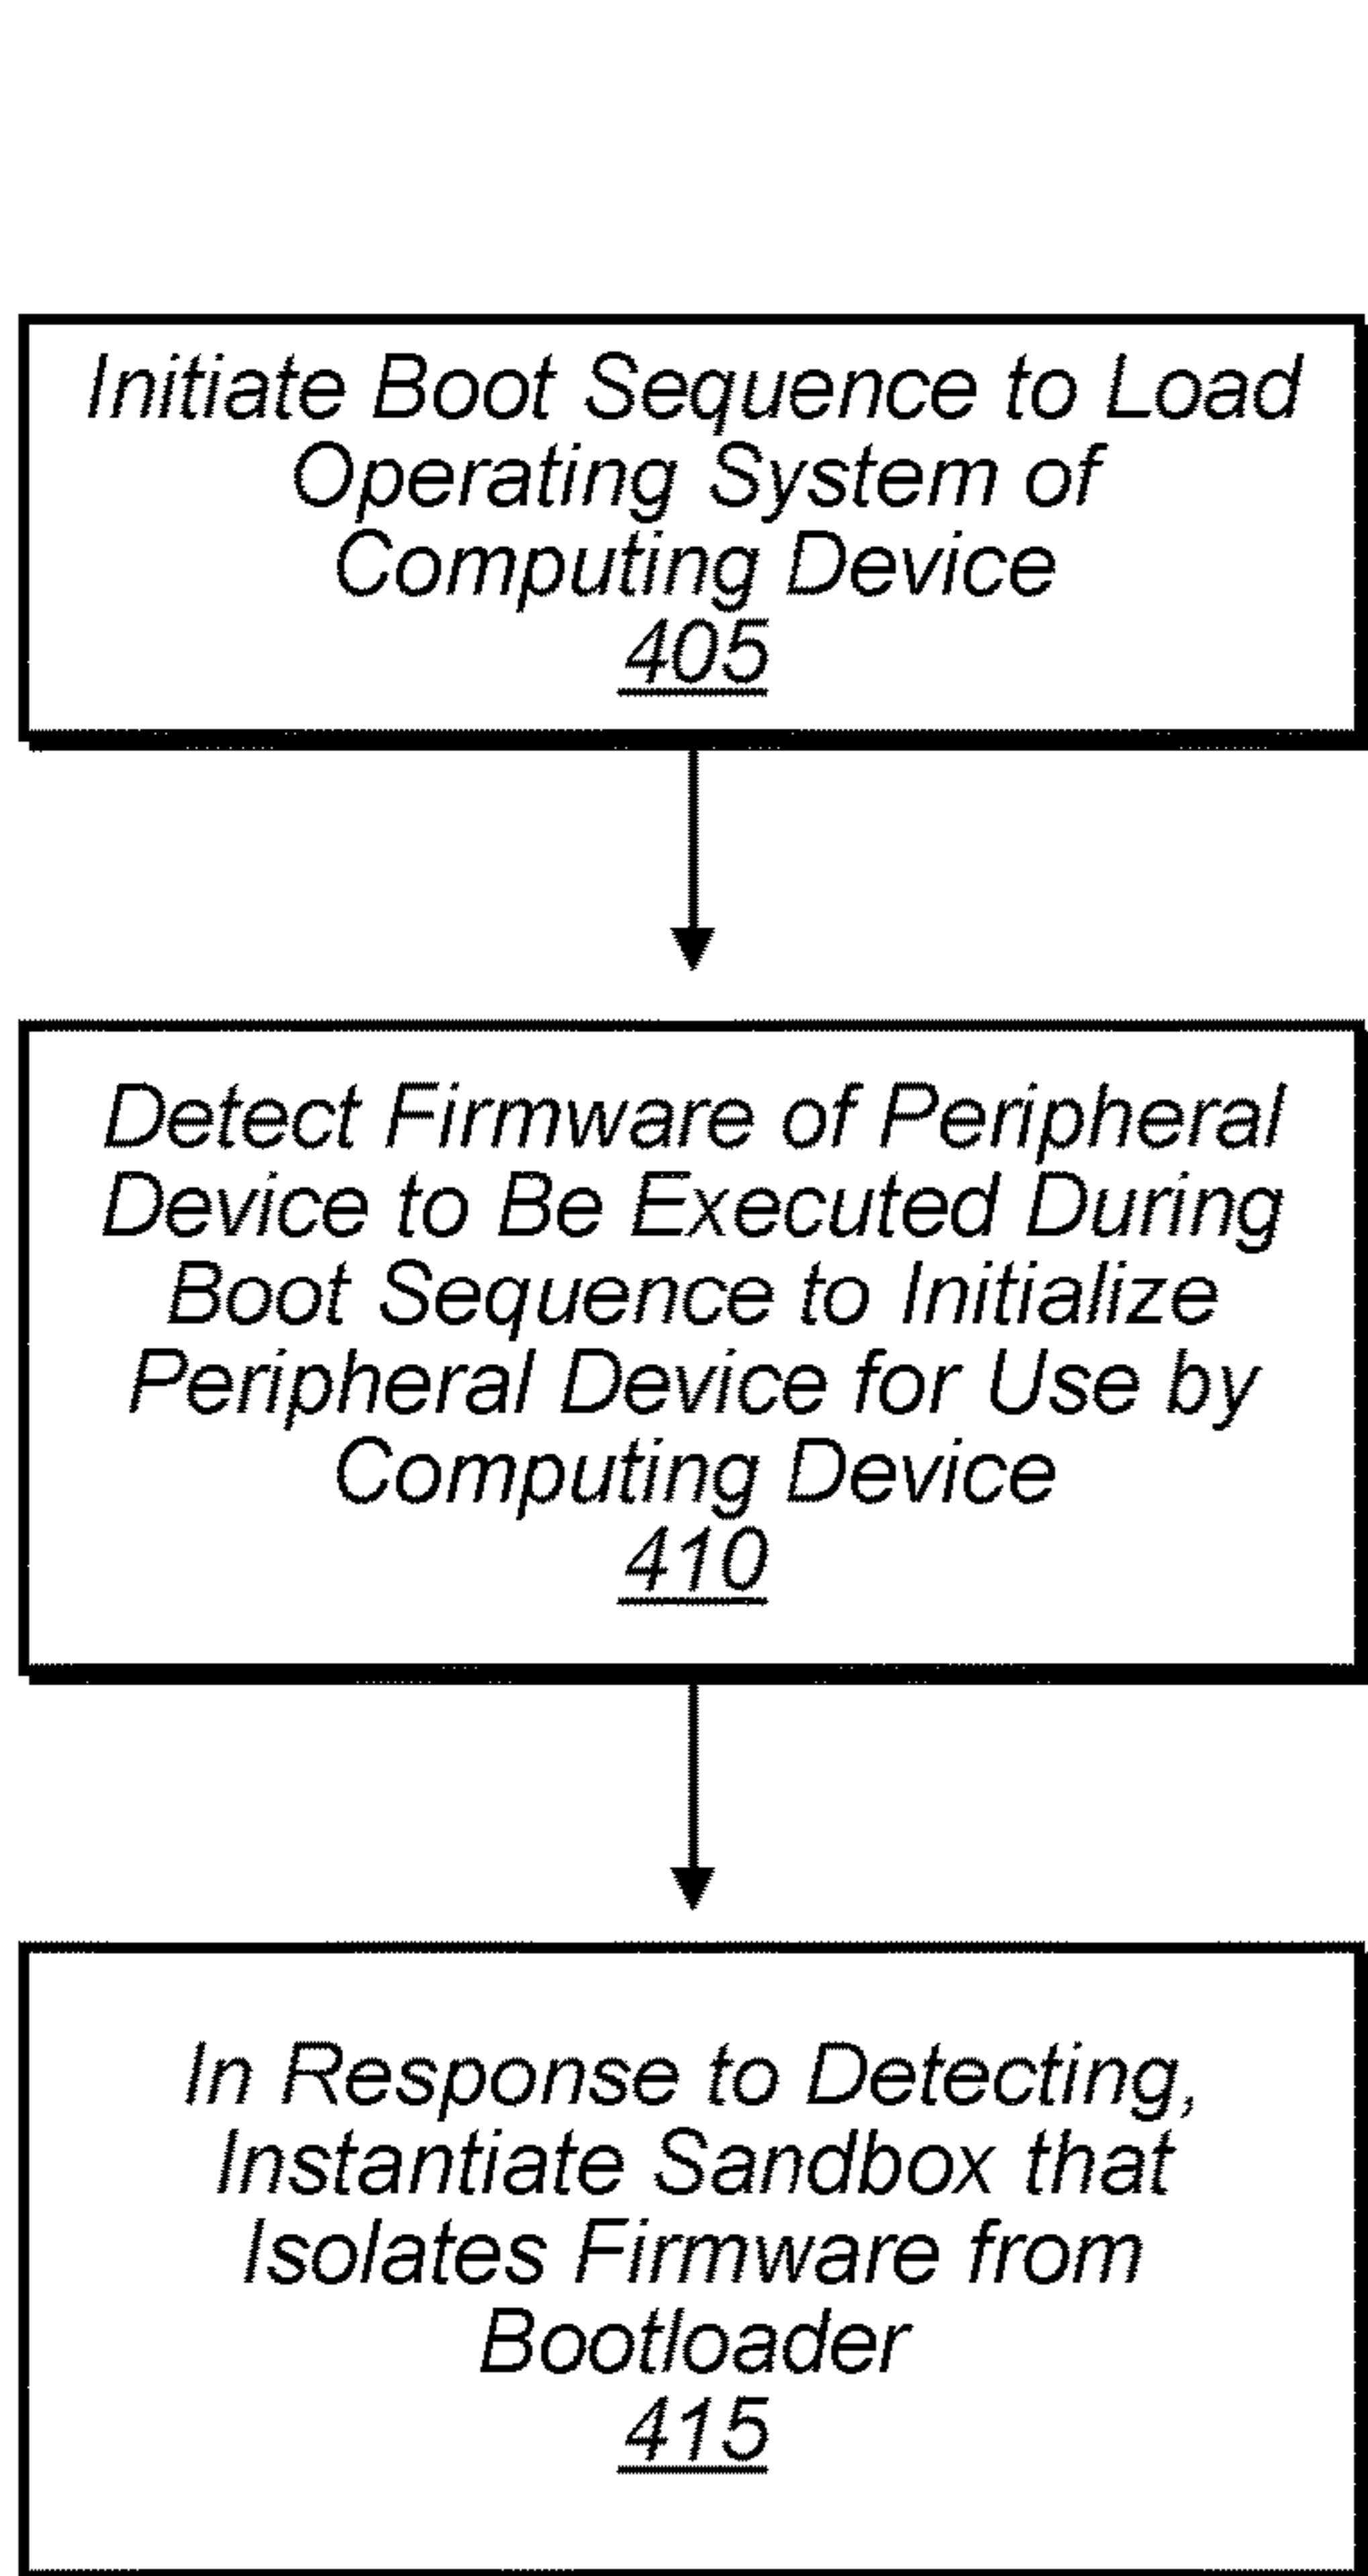 Initiate Boot Sequence to Load
Operating System of
Computing Device
405
Detect Firmware of Peripheral
Device to Be Executed During
Boot Sequence to Initialize
Peripheral Device for Use by
Computing Device
410
In Response to Detecting,
Instantiate Sandbox that
Isolates Firmware from
Bootloader
415